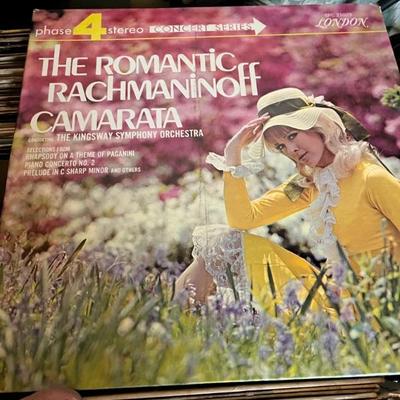 phase 4 stereo CONCERT SERIES
LONDON
THE ROMANTIC
RACHMANINOFF
CAMARATA
CONDUCTING THE KINGSWAY SYMPHONY ORCHESTRA
SELECTIONS FROM
RHAPSODY ON A THEME OF PAGANINI
PIANO CONCERTO NO. 2
PRELUDE IN C SHARP MINOR AND OTHERS